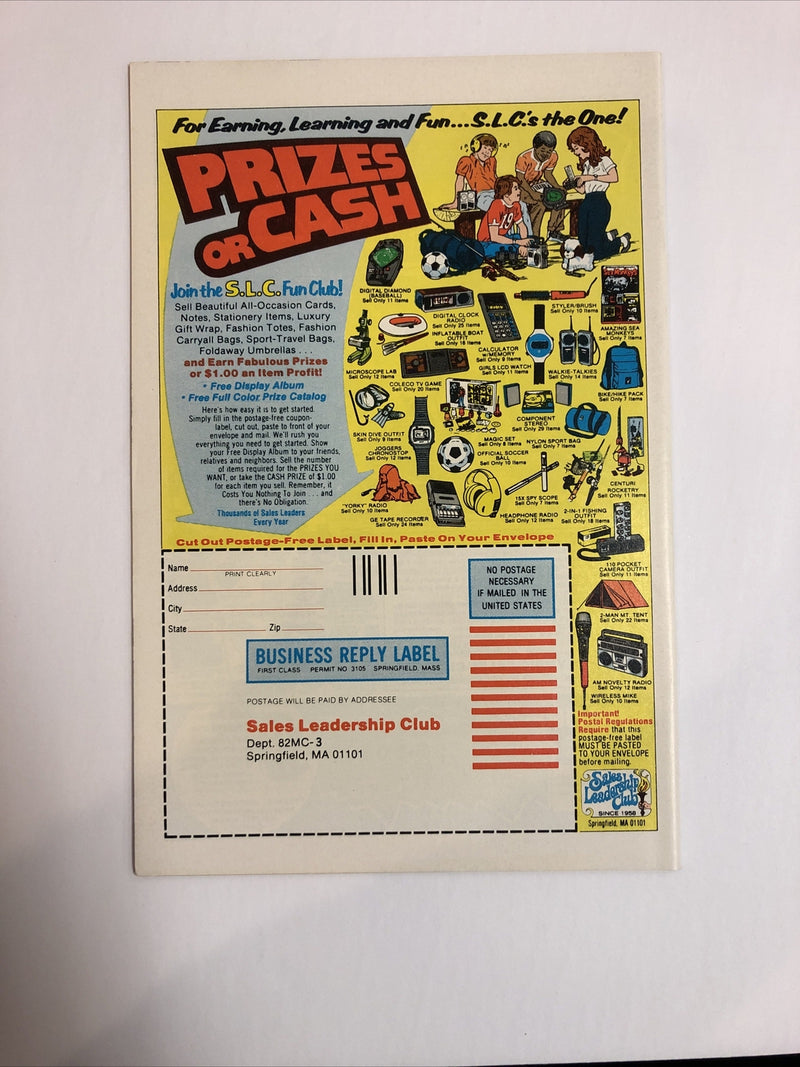 For Earning, Learning and Fun...S.L.C.'s the One!
PRIZES
OR CASH
Join the S.L.C. Fun Club!
Sell Beautiful All-Occasion Cards,
Notes, Stationery Items, Luxury
Gift Wrap, Fashion Totes, Fashion
Carryall Bags, Sport-Travel Bags,
Foldaway Umbrellas . . .
and Earn Fabulous Prizes
or $1.00 an Item Profit!
• Free Display Album
• Free Full Color Prize Catalog
Here's how easy it is to get started.
Simply fill in the postage-free coupon-
label, cut out, paste to front of your
envelope and mail. We'll rush you
everything you need to get started. Show
your Free Display Album to your friends,
relatives and neighbors. Sell the number
of items required for the PRIZES YOU
WANT, or take the CASH PRIZE of $1.00
for each item you sell. Remember, it
Costs You Nothing To Join . . . and
there's No Obligation.
Thousands of Sales Leaders
Every Year
19
DIGITAL DIAMOND
(BASEBALL)
Sell Only 11 Items
DIGITAL CLOCK
RADIO
Sell Only 25 Items
STYLER/BRUSH
Sell Only 10 Items
AMAZING SEA
MONKEYS
Sell Only 7 Items
INFLATABLE BOAT
OUTFIT
Sell Only 16 Items
CALCULATOR
w/MEMORY
Sell Only 9 Items
MICROSCOPE LAB
Sell Only 12 Items
GIRLS LCD WATCH
Sell Only 11 Items
WALKIE-TALKIES
Sell Only 14 Items
COLECO TV GAME
Sell Only 20 Items
BIKE/HIKE PACK
Sell Only 7 Items
COMPONENT
STEREO
Sell Only 29 Items
SKIN DIVE OUTFIT
Sell Only 9 Items
MAGIC SET
Sell Only 8 Items
NYLON SPORT BAG
Sell Only 7 Items
JOGGERS
CHRONOSTOP
Sell Only 12 Items
OFFICIAL SOCCER
BALL
Sell Only 10 Items
CENTURI
ROCKETRY
Sell Only 11 Items
15X SPY SCOPE
Sell Only 7 Items
"YORKY" RADIO
Sell Only 10 Items
GE TAPE RECORDER
Sell Only 24 Items
HEADPHONE RADIO
Sell Only 12 Items
2-IN-1 FISHING
OUTFIT
Sell Only 18 Items
110 POCKET
CAMERA OUTFIT
Sell Only 11 Items
2-MAN MT. TENT
Sell Only 22 Items
AM NOVELTY RADIO
Sell Only 12 Items
WIRELESS MIKE
Sell Only 10 Items
Cut Out Postage-Free Label, Fill In, Paste On Your Envelope
Name
PRINT CLEARLY
Address
City
State Zip
NO POSTAGE
NECESSARY
IF MAILED IN THE
UNITED STATES
BUSINESS REPLY LABEL
FIRST CLASS PERMIT NO 3105 SPRINGFIELD, MASS
POSTAGE WILL BE PAID BY ADDRESSEE
Sales Leadership Club
Dept. 82MC-3
Springfield, MA 01101
Important!
Postal Regulations
Require that this
postage-free label
MUST BE PASTED
TO YOUR ENVELOPE
before mailing.
Sales
Leadership
Club
SINCE 1958
Springfield, MA 01101